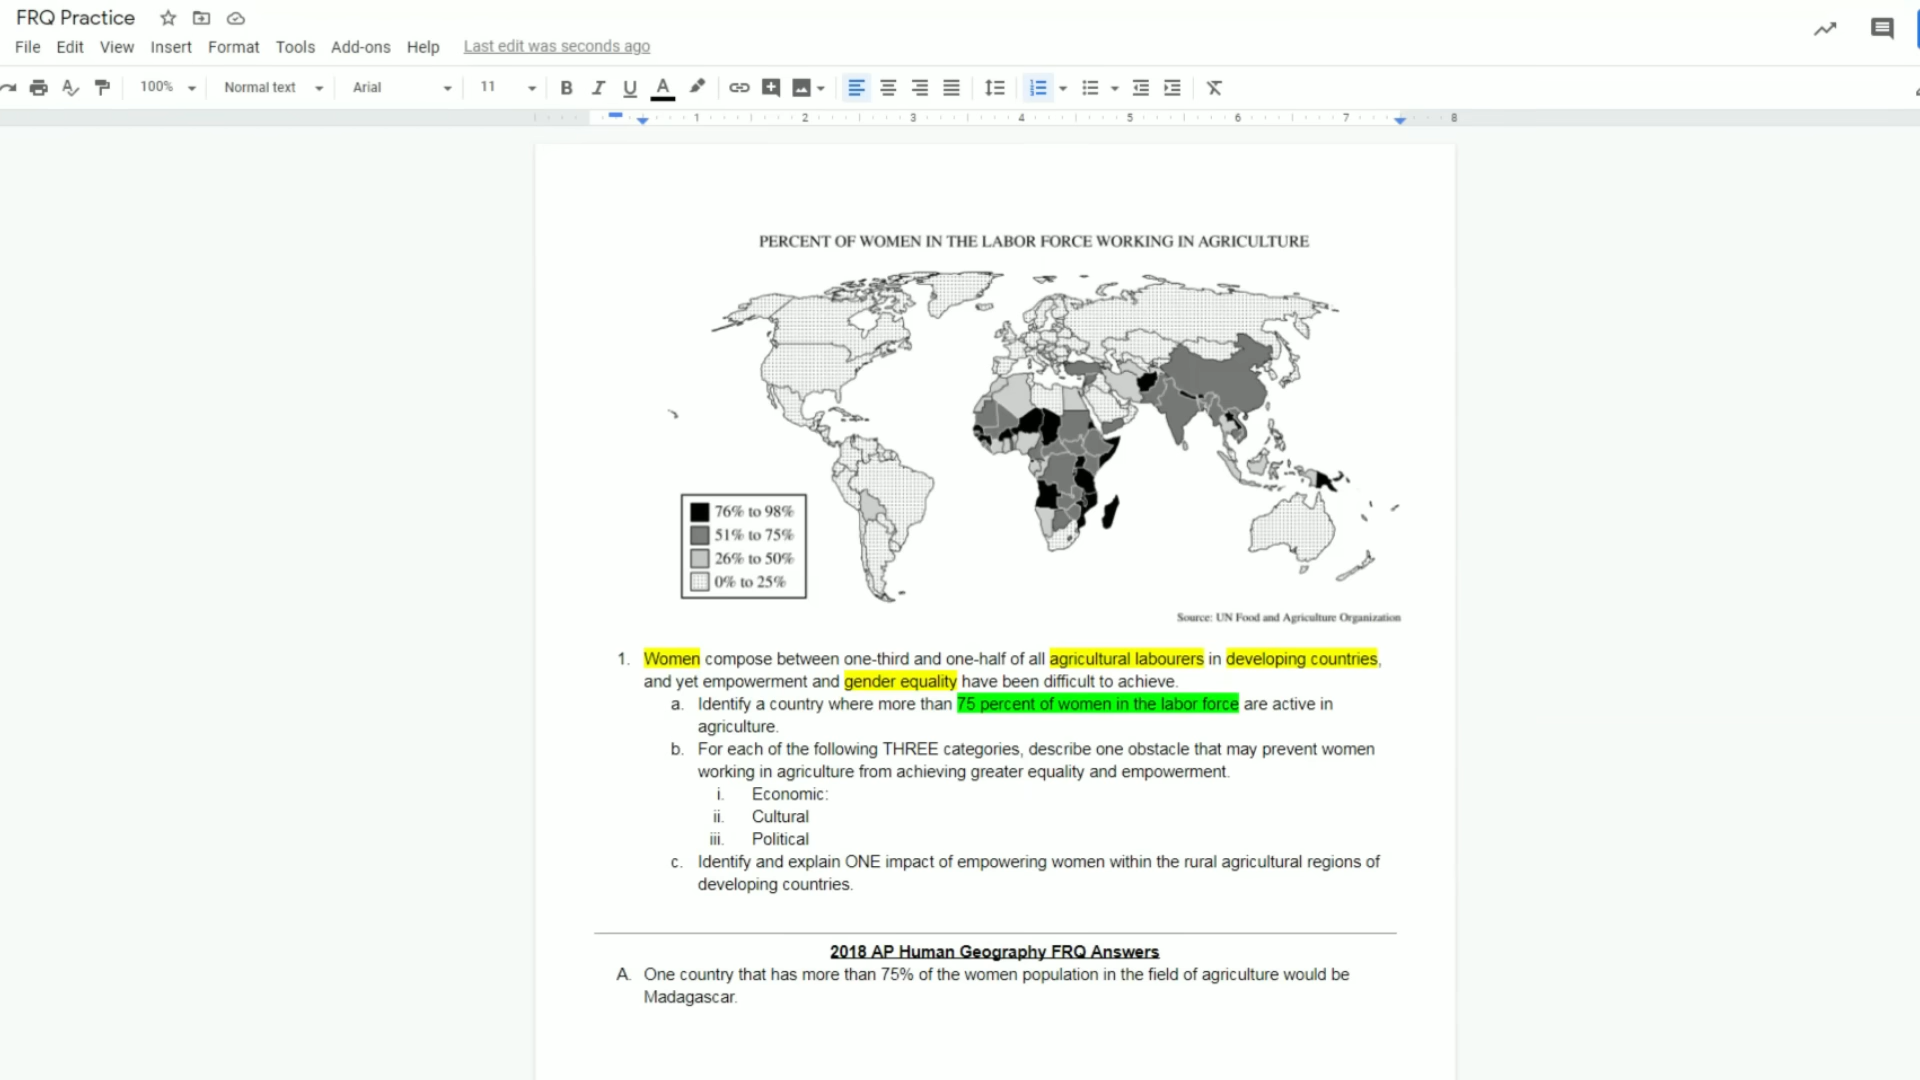 FRQ Practice
File Edit View Insert Format Tools Add-ons Help Last edit was seconds ago
100% Normal text Arial 11 B I U A
1 2 3 4 5 6 7 8
PERCENT OF WOMEN IN THE LABOR FORCE WORKING IN AGRICULTURE
76% to 98%
51% to 75%
26% to 50%
0% to 25%
Source: UN Food and Agriculture Organization
1. Women compose between one-third and one-half of all agricultural labourers in developing countries,
and yet empowerment and gender equality have been difficult to achieve.
a. Identify a country where more than 75 percent of women in the labor force are active in
agriculture.
b. For each of the following THREE categories, describe one obstacle that may prevent women
working in agriculture from achieving greater equality and empowerment.
i. Economic:
ii. Cultural
iii. Political
c. Identify and explain ONE impact of empowering women within the rural agricultural regions of
developing countries.
2018 AP Human Geography FRQ Answers
A. One country that has more than 75% of the women population in the field of agriculture would be
Madagascar.